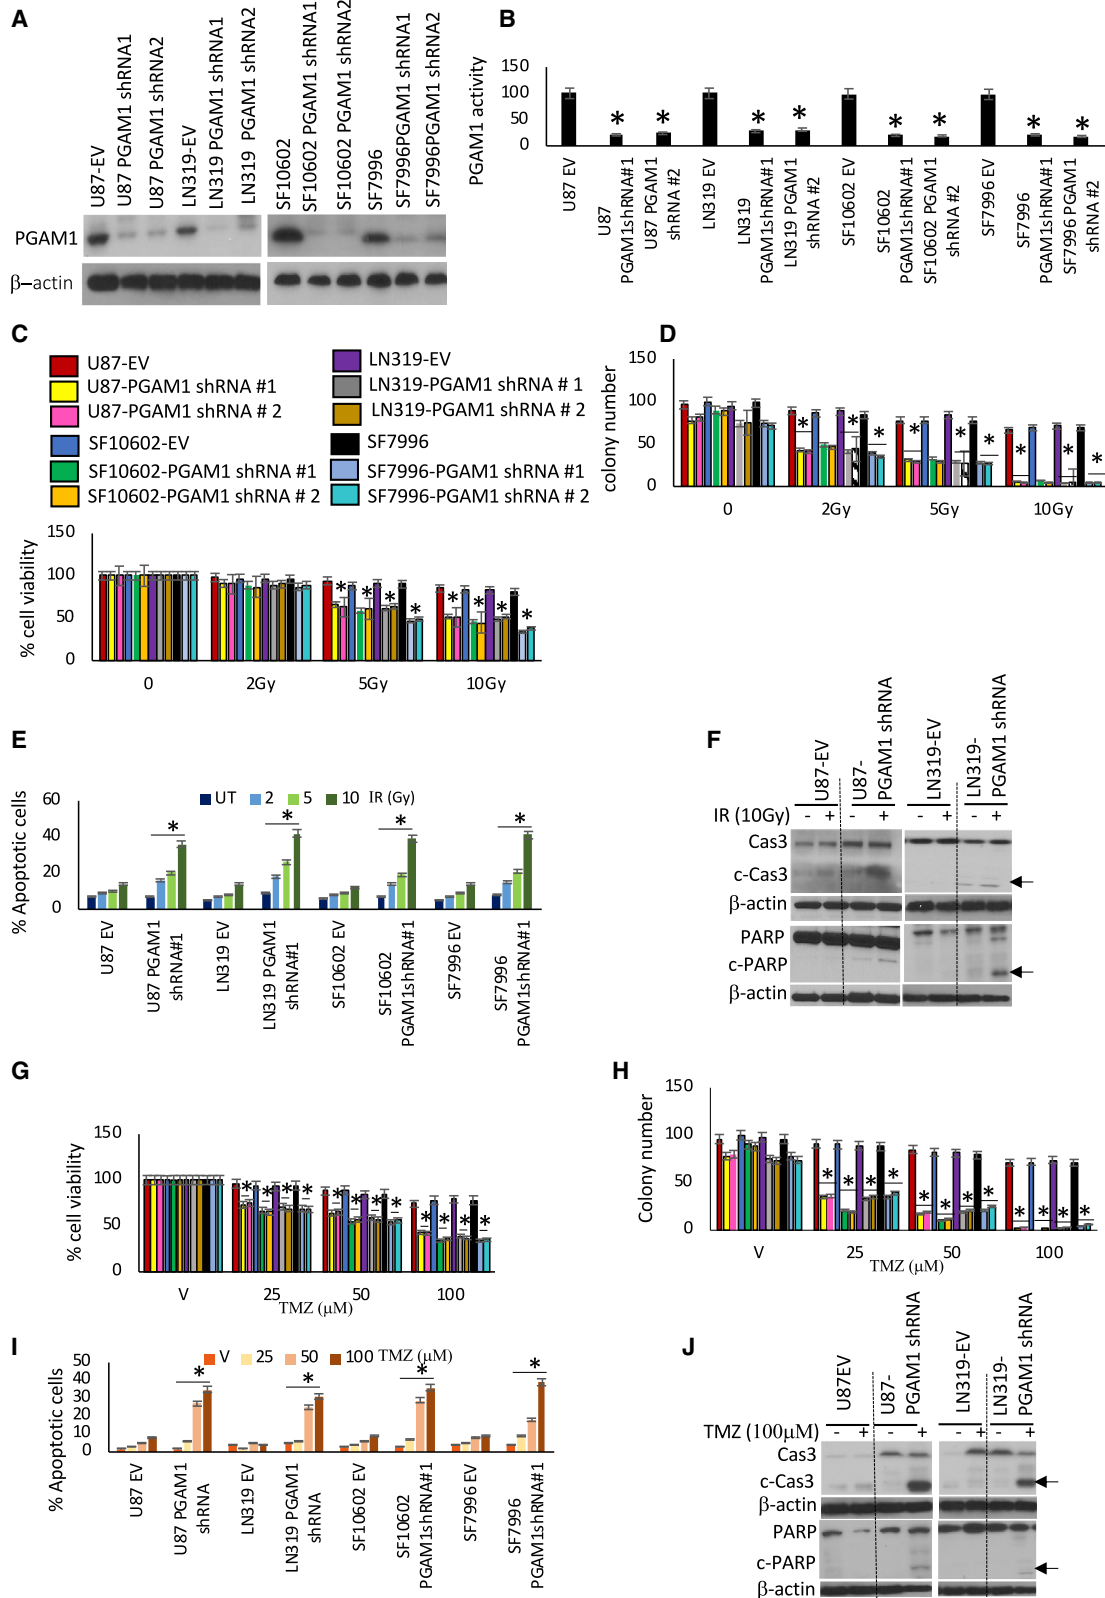 A
U87-EV
U87 PGAM1 shRNA1
U87 PGAM1 shRNA2
LN319-EV
LN319 PGAM1 shRNA1
LN319 PGAM1 shRNA2
SF10602
SF10602 PGAM1 shRNA1
SF10602 PGAM1 shRNA2
SF7996
SF7996PGAM1 shRNA1
SF7996PGAM1 shRNA2
PGAM1
β–actin
B
PGAM1 activity
150
100
50
0
* * * * * * * *
U87 EV
U87
PGAM1shRNA#1
U87 PGAM1
shRNA #2
LN319 EV
LN319
PGAM1shRNA#1
LN319 PGAM1
shRNA #2
SF10602 EV
SF10602
PGAM1shRNA#1
SF10602 PGAM1
shRNA #2
SF7996 EV
SF7996
PGAM1shRNA#1
SF7996 PGAM1
shRNA #2
C
U87-EV
U87-PGAM1 shRNA #1
U87-PGAM1 shRNA # 2
SF10602-EV
SF10602-PGAM1 shRNA #1
SF10602-PGAM1 shRNA # 2
LN319-EV
LN319-PGAM1 shRNA # 1
LN319-PGAM1 shRNA # 2
SF7996
SF7996-PGAM1 shRNA #1
SF7996-PGAM1 shRNA # 2
% cell viability
150
100
50
0
* * * * * * * *
0 2Gy 5Gy 10Gy
D
colony number
150
100
50
0
* * * * * * * * *
0 2Gy 5Gy 10Gy
E
% Apoptotic cells
60
40
20
0
UT 2 5 10 IR (Gy)
* * * *
U87 EV
U87 PGAM1
shRNA#1
LN319 EV
LN319 PGAM1
shRNA#1
SF10602 EV
SF10602
PGAM1shRNA#1
SF7996 EV
SF7996
PGAM1shRNA#1
F
U87-EV
U87-
PGAM1 shRNA
LN319-EV
LN319-
PGAM1 shRNA
IR (10Gy) - + - + - + - +
Cas3
c-Cas3
β-actin
PARP
c-PARP
β-actin
G
% cell viability
150
100
50
0
* * * * * * * * * * * *
V 25 50 100
TMZ (μM)
H
Colony number
150
100
50
0
* * * * * * * * * * *
V 25 50 100
TMZ (μM)
I
% Apoptotic cells
50
40
30
20
10
0
V 25 50 100 TMZ (μM)
* * * *
U87 EV
U87 PGAM1
shRNA
LN319 EV
LN319 PGAM1
shRNA
SF10602 EV
SF10602
PGAM1shRNA#1
SF7996 EV
SF7996
PGAM1shRNA#1
J
U87EV
U87-
PGAM1 shRNA
LN319-EV
LN319-
PGAM1 shRNA
TMZ (100μM) - + - + - + - +
Cas3
c-Cas3
β-actin
PARP
c-PARP
β-actin